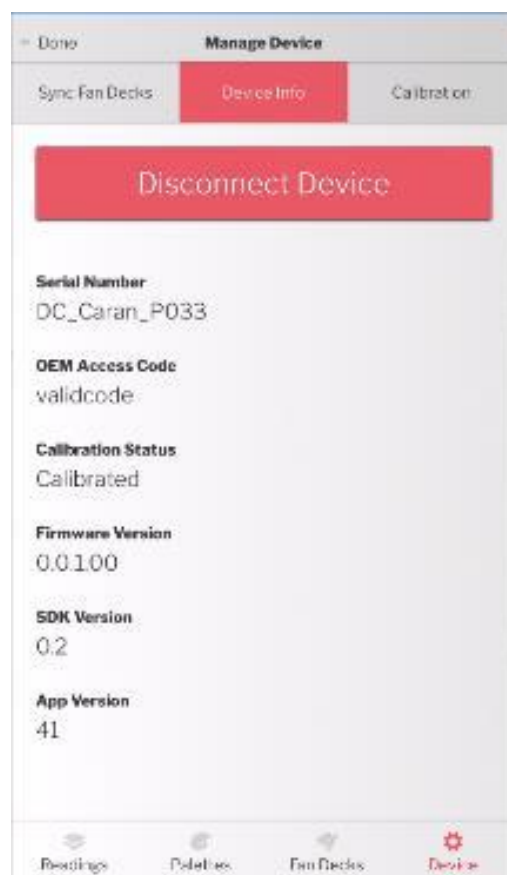 Done
Manage Device
Sync Fan Decks
Device Info
Calibration
Disconnect Device
Serial Number
DC_Caran_P033
OEM Access Code
validcode
Calibration Status
Calibrated
Firmware Version
0.0.1.00
SDK Version
0.2
App Version
41
Readings
Palettes
Fan Decks
Device